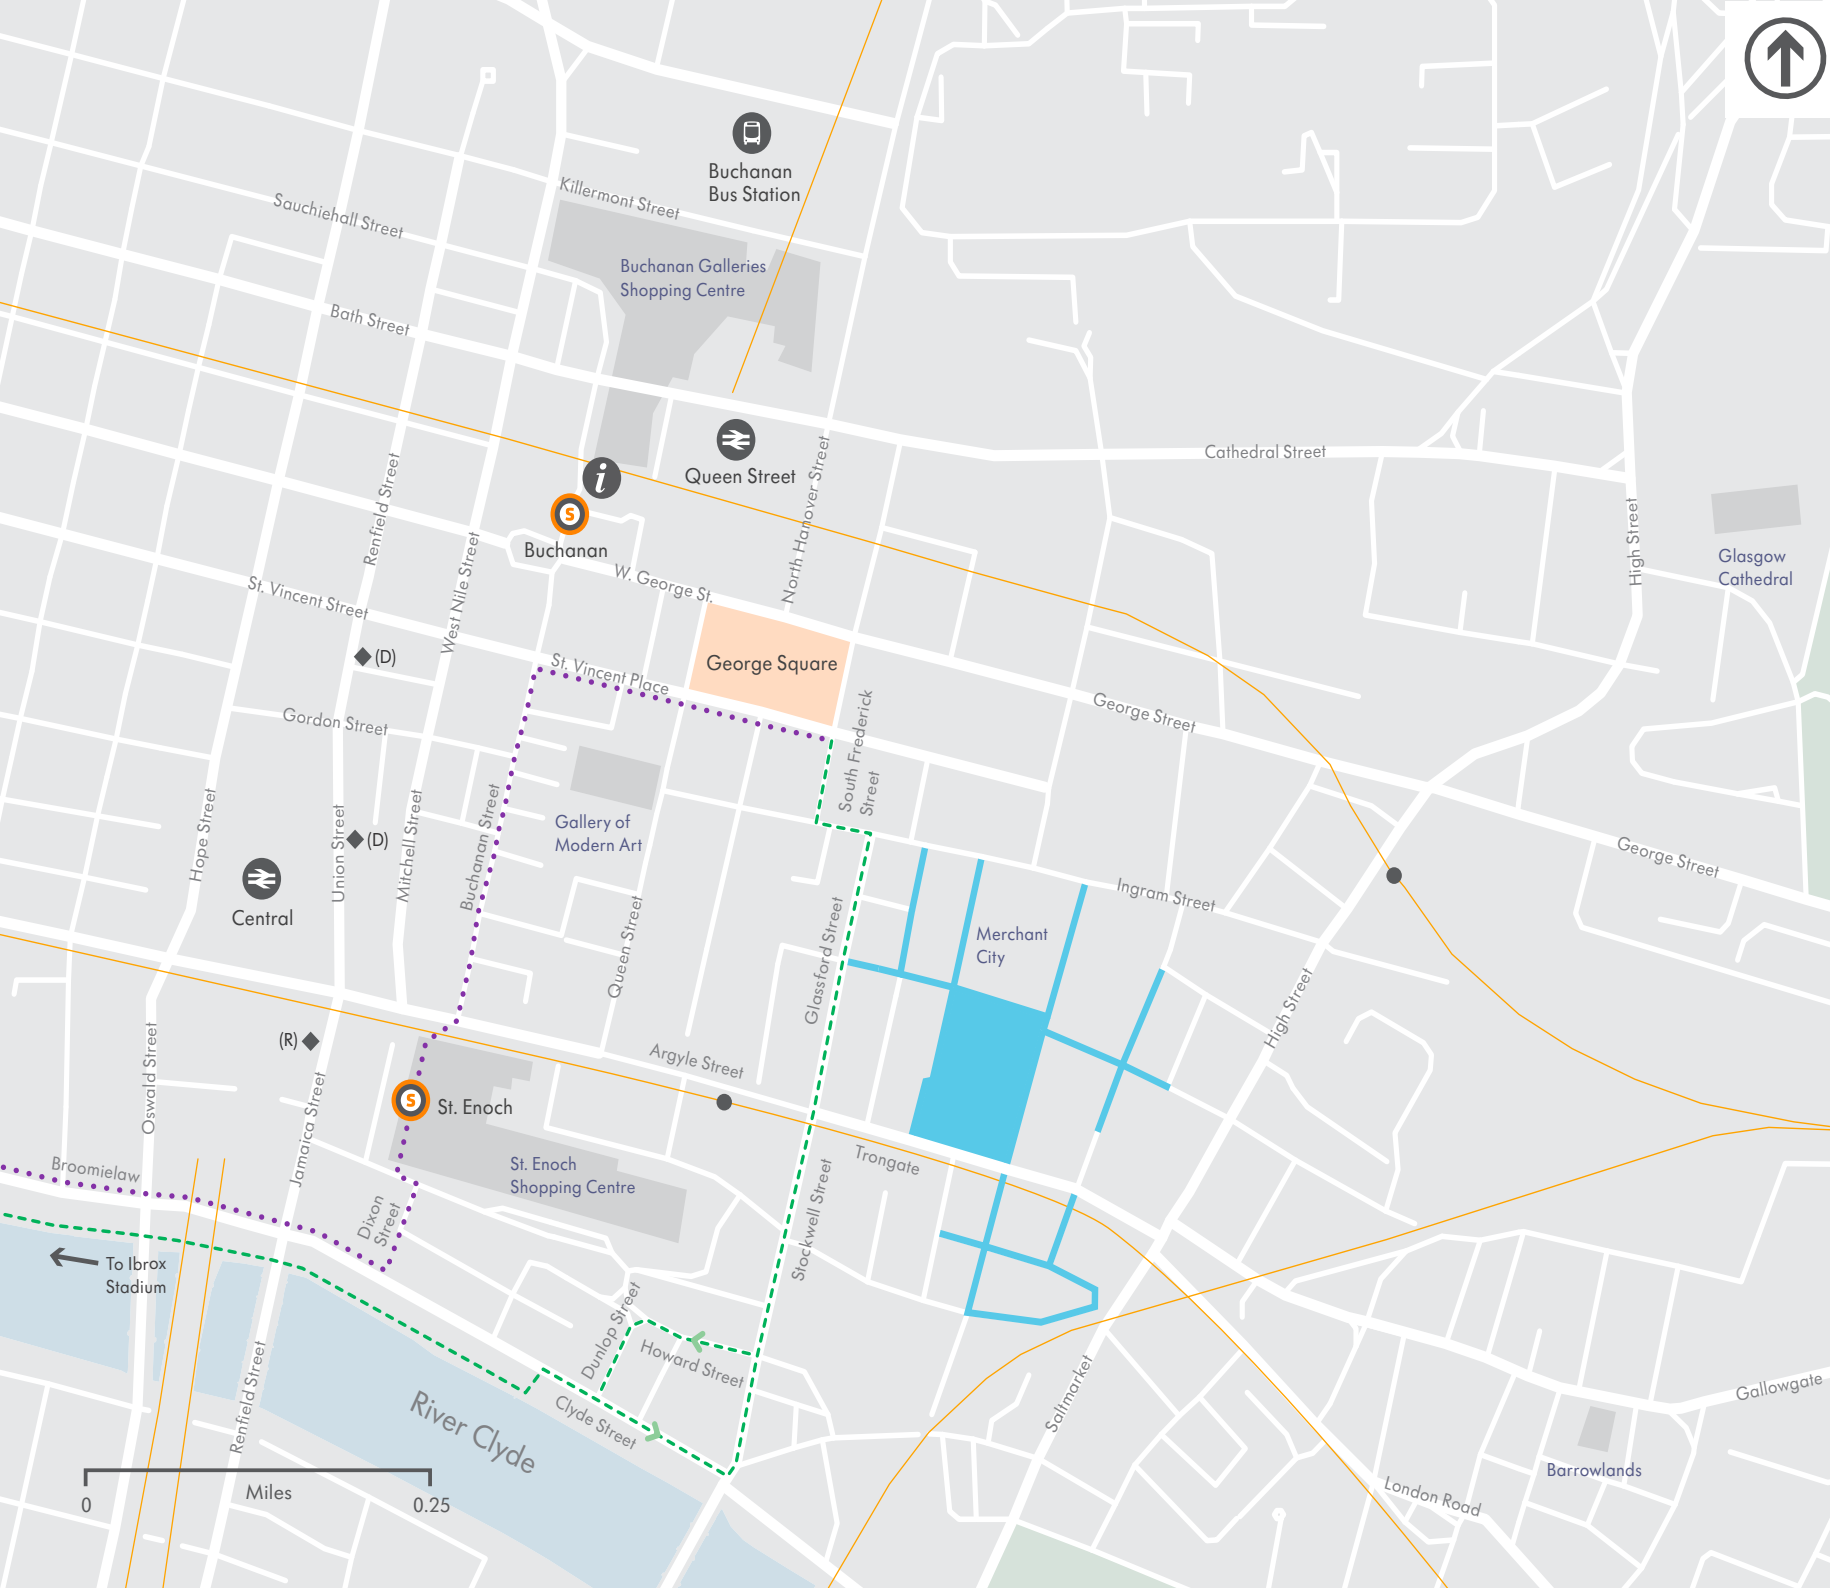 Buchanan
Bus Station
Killermont Street
Sauchiehall Street
Buchanan Galleries
Shopping Centre
Bath Street
Cathedral Street
Queen Street
North Hanover Street
Renfield Street
i
S
Buchanan
High Street
Glasgow
Cathedral
West Nile Street
W. George St.
St. Vincent Street
(D)
George Square
St. Vincent Place
South Frederick
Street
George Street
Gordon Street
Hope Street
Union Street
(D)
Mitchell Street
Buchanan Street
Gallery of
Modern Art
George Street
Central
Queen Street
Glassford Street
Ingram Street
Merchant
City
High Street
Oswald Street
(R)
Jamaica Street
S
St. Enoch
Argyle Street
Trongate
Broomielaw
St. Enoch
Shopping Centre
Dixon
Street
Stockwell Street
To Ibrox
Stadium
Dunlop Street
Howard Street
Renfield Street
Clyde Street
River Clyde
Saltmarket
Gallowgate
Barrowlands
London Road
0
Miles
0.25